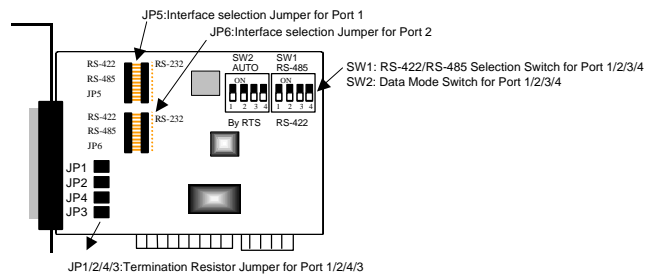 JP5:Interface selection Jumper for Port 1
JP6:Interface selection Jumper for Port 2
RS-422
RS-485
JP5
RS-232
SW2
AUTO
SW1
RS-485
ON
1 2 3 4
ON
1 2 3 4
By RTS
RS-422
SW1: RS-422/RS-485 Selection Switch for Port 1/2/3/4
SW2: Data Mode Switch for Port 1/2/3/4
RS-422
RS-485
JP6
RS-232
JP1
JP2
JP4
JP3
JP1/2/4/3:Termination Resistor Jumper for Port 1/2/4/3